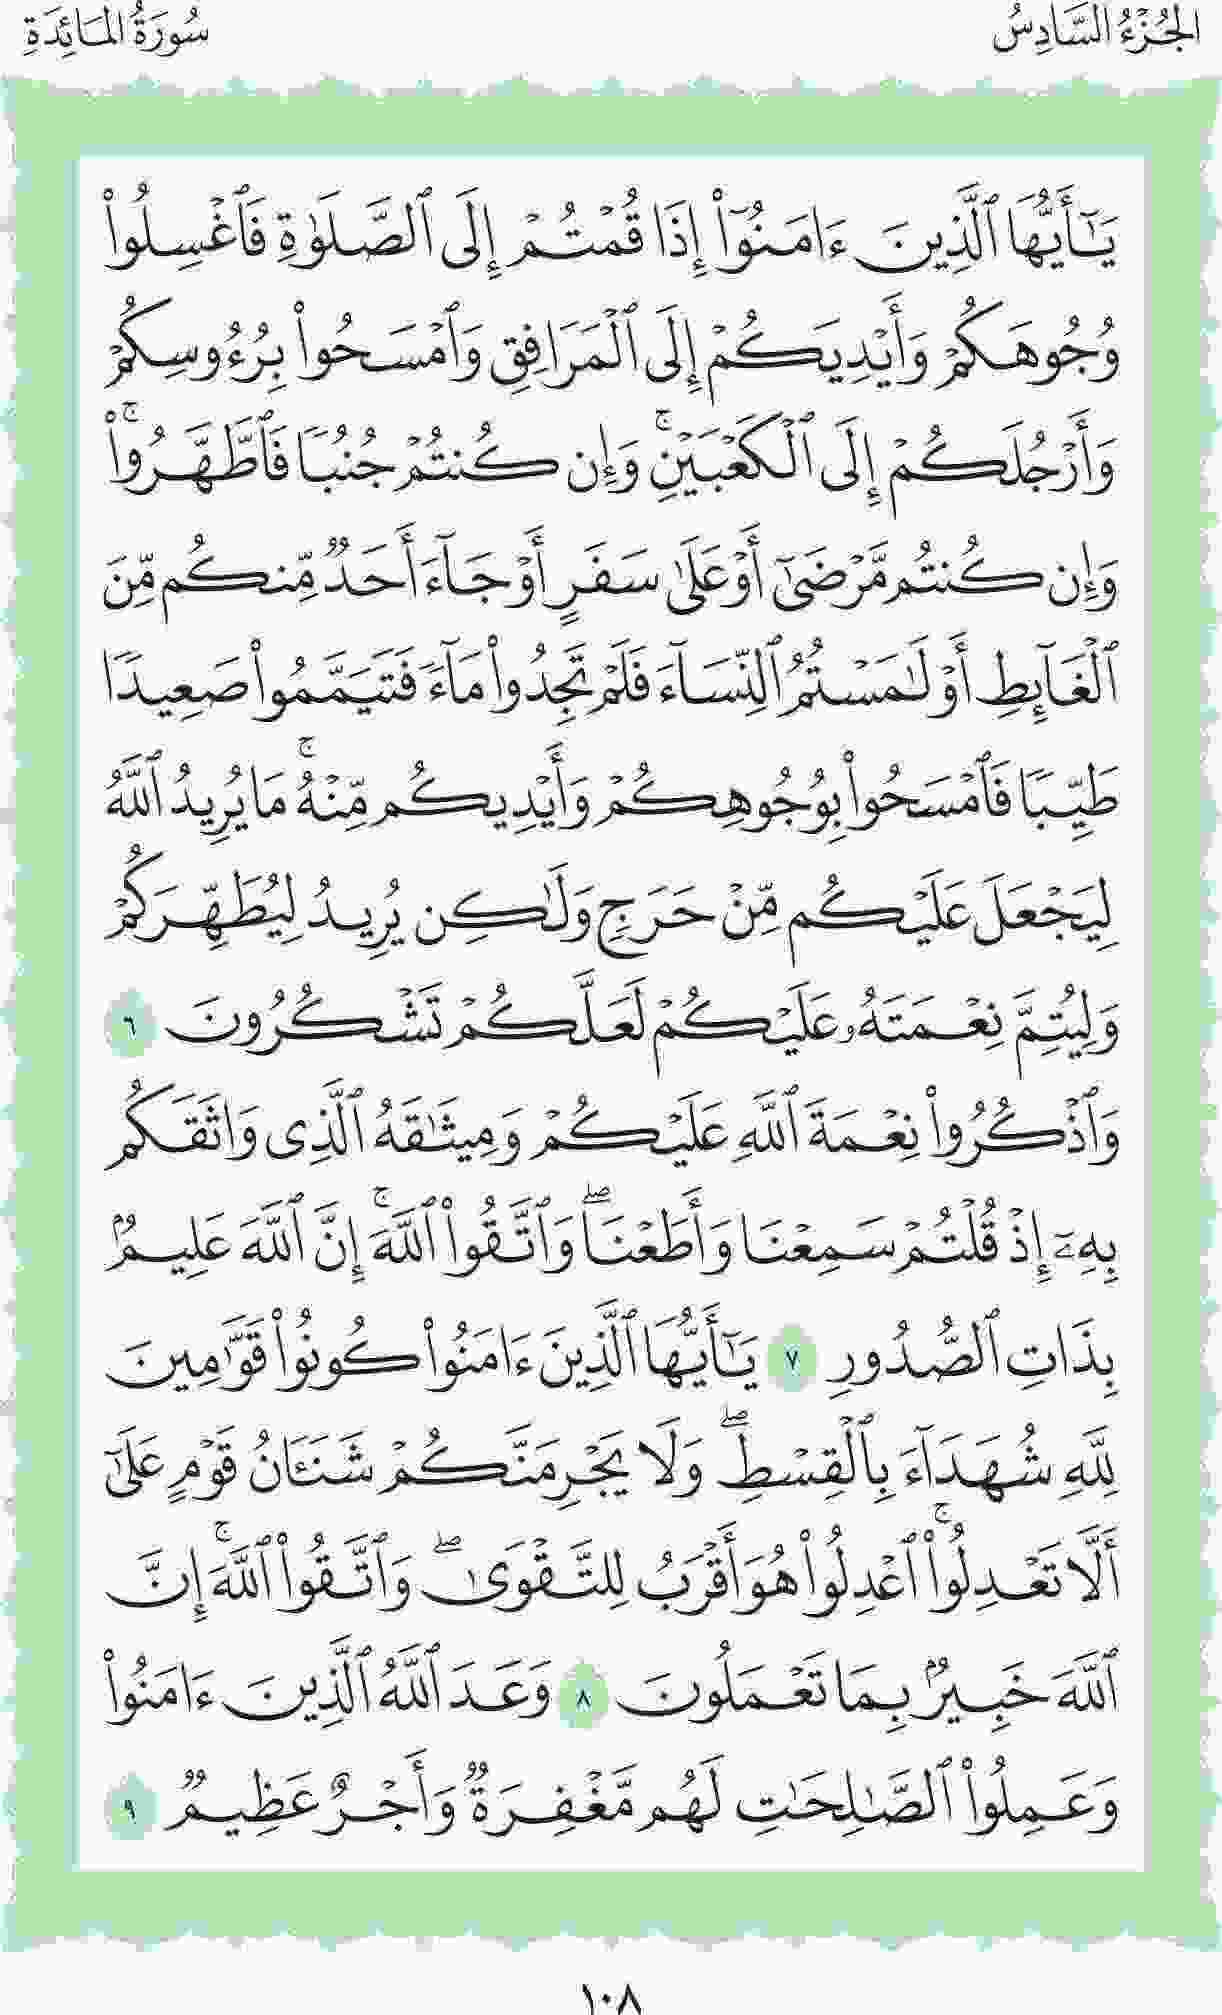 الجُزْءُ السَّادِسُ
سُورَةُ المَائِدَةِ
يَٰٓأَيُّهَا ٱلَّذِينَ ءَامَنُوٓا۟ إِذَا قُمْتُمْ إِلَى ٱلصَّلَوٰةِ فَٱغْسِلُوا۟
وُجُوهَكُمْ وَأَيْدِيَكُمْ إِلَى ٱلْمَرَافِقِ وَٱمْسَحُوا۟ بِرُءُوسِكُمْ
وَأَرْجُلَكُمْ إِلَى ٱلْكَعْبَيْنِۚ وَإِن كُنتُمْ جُنُبًا فَٱطَّهَّرُوا۟ۚ
وَإِن كُنتُم مَّرْضَىٰٓ أَوْ عَلَىٰ سَفَرٍ أَوْ جَآءَ أَحَدٌ مِّنكُم مِّنَ
ٱلْغَآئِطِ أَوْ لَٰمَسْتُمُ ٱلنِّسَآءَ فَلَمْ تَجِدُوا۟ مَآءً فَتَيَمَّمُوا۟ صَعِيدًا
طَيِّبًا فَٱمْسَحُوا۟ بِوُجُوهِكُمْ وَأَيْدِيكُم مِّنْهُۚ مَا يُرِيدُ ٱللَّهُ
لِيَجْعَلَ عَلَيْكُم مِّنْ حَرَجٍ وَلَٰكِن يُرِيدُ لِيُطَهِّرَكُمْ
وَلِيُتِمَّ نِعْمَتَهُۥ عَلَيْكُمْ لَعَلَّكُمْ تَشْكُرُونَ ٦
وَٱذْكُرُوا۟ نِعْمَةَ ٱللَّهِ عَلَيْكُمْ وَمِيثَٰقَهُ ٱلَّذِى وَاثَقَكُم
بِهِۦٓ إِذْ قُلْتُمْ سَمِعْنَا وَأَطَعْنَاۖ وَٱتَّقُوا۟ ٱللَّهَۚ إِنَّ ٱللَّهَ عَلِيمٌۢ
بِذَاتِ ٱلصُّدُورِ ٧ يَٰٓأَيُّهَا ٱلَّذِينَ ءَامَنُوا۟ كُونُوا۟ قَوَّٰمِينَ
لِلَّهِ شُهَدَآءَ بِٱلْقِسْطِۖ وَلَا يَجْرِمَنَّكُمْ شَنَـَٔانُ قَوْمٍ عَلَىٰٓ
أَلَّا تَعْدِلُوا۟ۚ ٱعْدِلُوا۟ هُوَ أَقْرَبُ لِلتَّقْوَىٰۖ وَٱتَّقُوا۟ ٱللَّهَۚ إِنَّ
ٱللَّهَ خَبِيرٌۢ بِمَا تَعْمَلُونَ ٨ وَعَدَ ٱللَّهُ ٱلَّذِينَ ءَامَنُوا۟
وَعَمِلُوا۟ ٱلصَّٰلِحَٰتِ لَهُم مَّغْفِرَةٌ وَأَجْرٌ عَظِيمٌ ٩
١٠٨